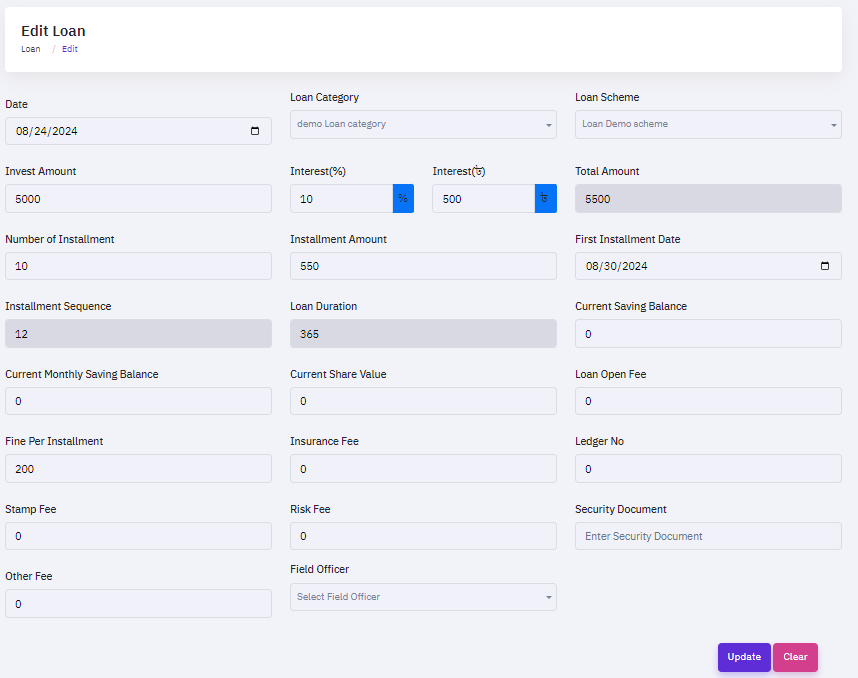 Edit Loan
Loan / Edit
Date
Loan Category
Loan Scheme
08/24/2024
demo Loan category
Loan Demo scheme
Invest Amount
Interest(%)
Interest(ট)
Total Amount
5000
10 %
500 ট
5500
Number of Installment
Installment Amount
First Installment Date
10
550
08/30/2024
Installment Sequence
Loan Duration
Current Saving Balance
12
365
0
Current Monthly Saving Balance
Current Share Value
Loan Open Fee
0
0
0
Fine Per Installment
Insurance Fee
Ledger No
200
0
0
Stamp Fee
Risk Fee
Security Document
0
0
Enter Security Document
Other Fee
Field Officer
0
Select Field Officer
Update
Clear